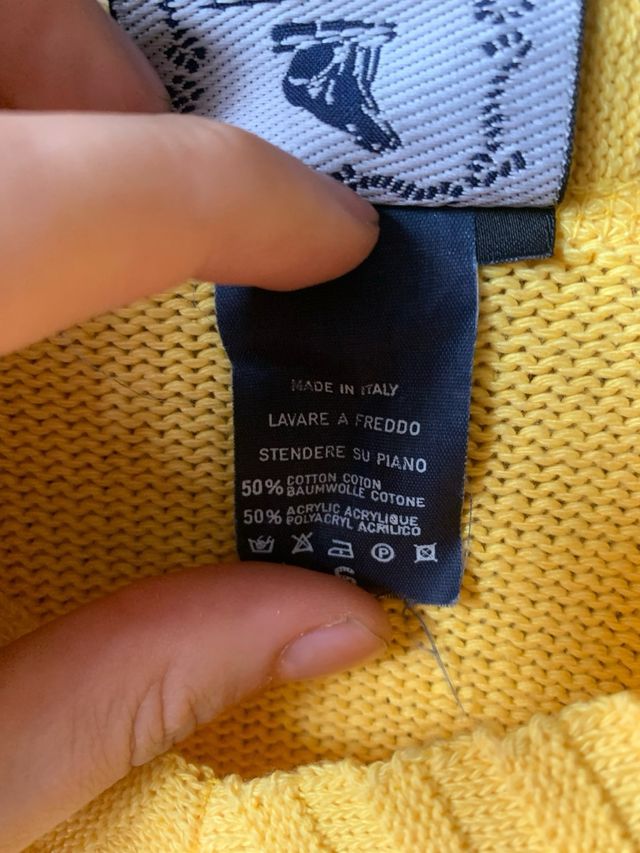 MADE IN ITALY
LAVARE A FREDDO
STENDERE SU PIANO
50% COTTON COTON
BAUMWOLLE COTONE
50% ACRYLIC ACRYLIQUE
POLYACRYL ACRILICO
P